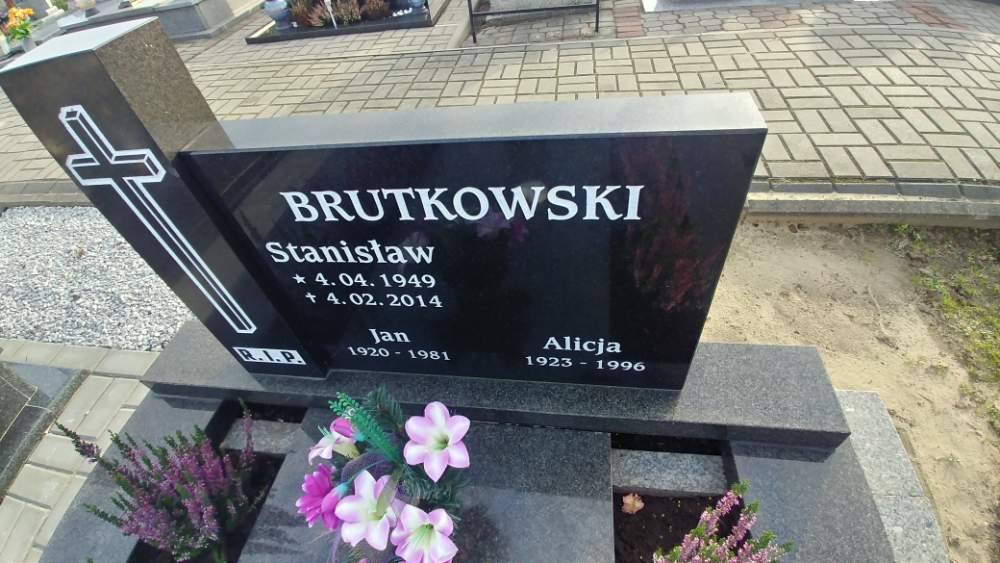 BRUTKOWSKI
Stanisław
★ 4.04.1949
✝ 4.02.2014
Jan
1920 - 1981
Alicja
1923 - 1996
R.I.P.